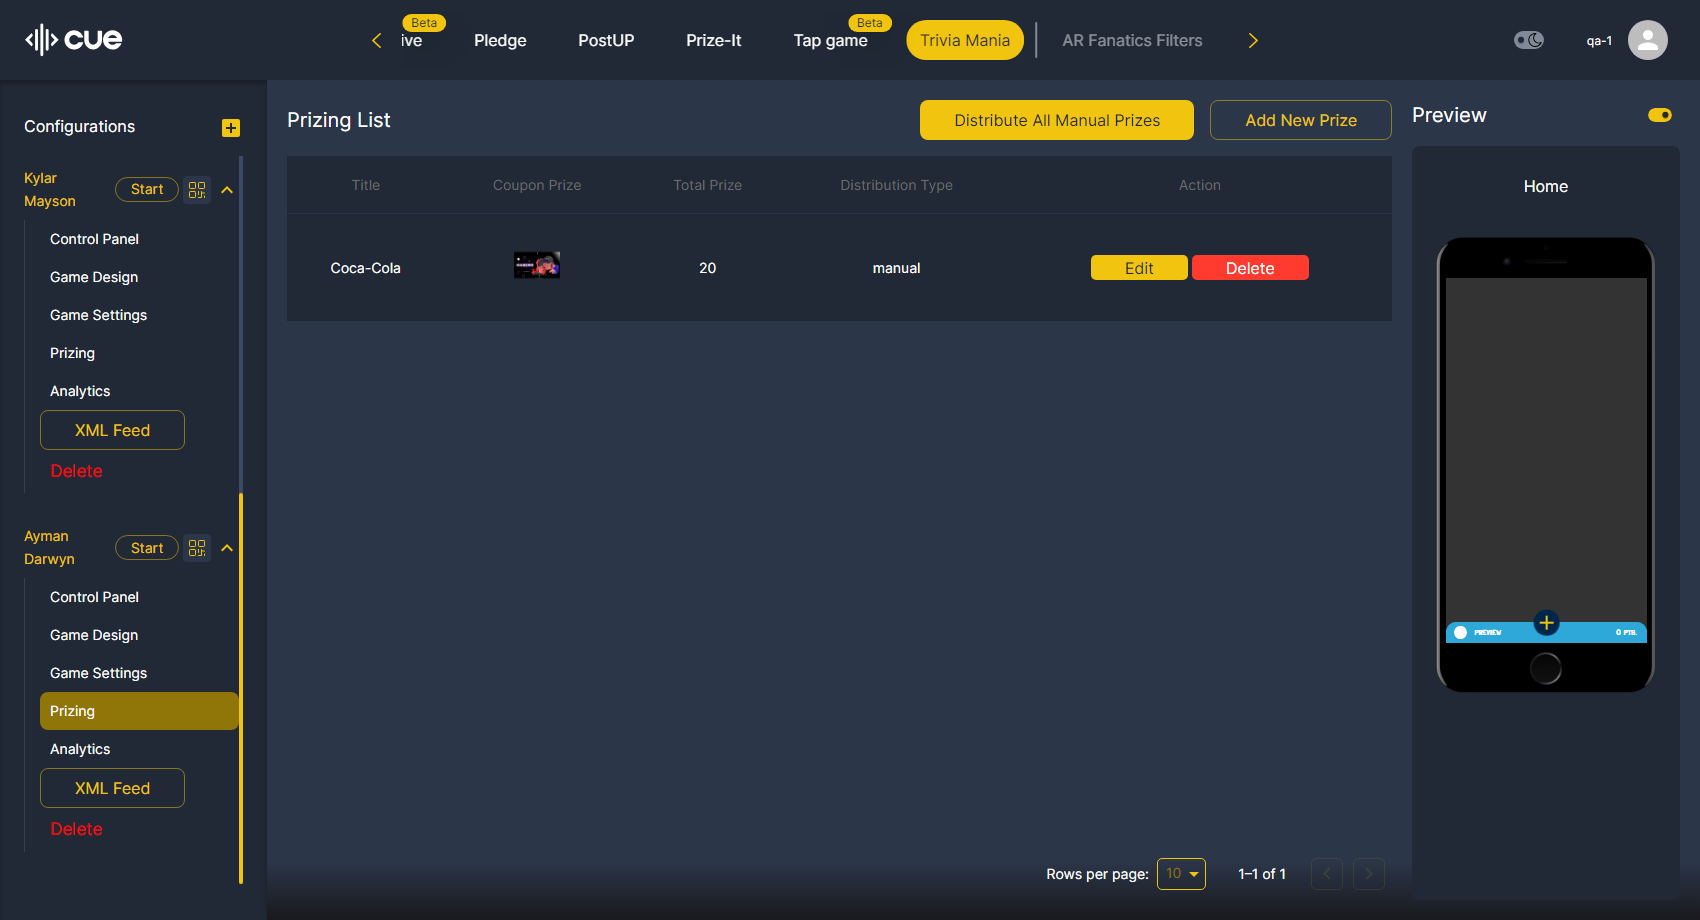 cue
ive
Beta
Pledge
PostUP
Prize-It
Tap game
Beta
Trivia Mania
AR Fanatics Filters
qa-1
Configurations
Kylar
Mayson
Start
Control Panel
Game Design
Game Settings
Prizing
Analytics
XML Feed
Delete
Ayman
Darwyn
Start
Control Panel
Game Design
Game Settings
Prizing
Analytics
XML Feed
Delete
Prizing List
Distribute All Manual Prizes
Add New Prize
Title Coupon Prize Total Prize Distribution Type Action
Coca-Cola 20 manual Edit Delete
Rows per page: 10 1–1 of 1
Preview
Home
PREVIEW 0 PTS.